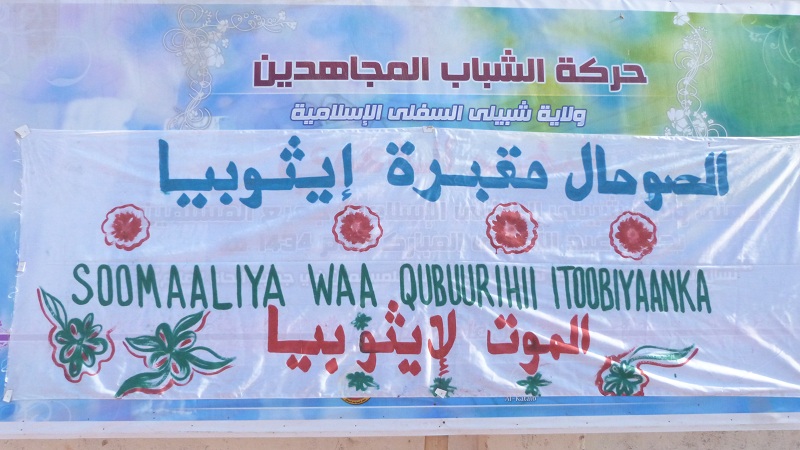 حركة الشباب المجاهدين
ولاية شبيلى السفلى الإسلامية
الصومال مقبرة إيثوبيا
SOOMAALIYA WAA QUBUURIHII ITOOBIYAANKA
الموت لإيثوبيا